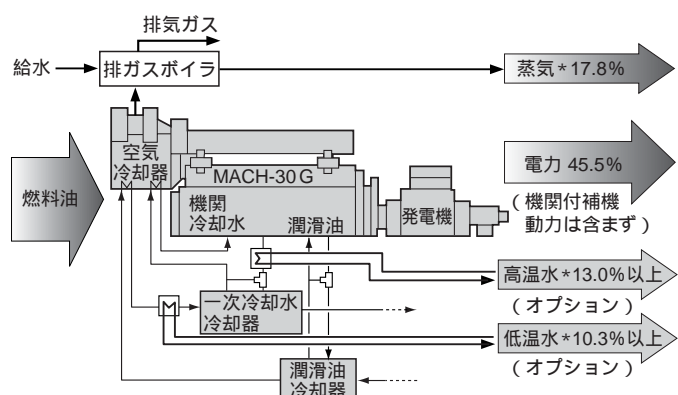 排気ガス
給水
排ガスボイラ
蒸気*17.8%
空気
冷却器
MACH-30G
燃料油
機関
冷却水
潤滑油
発電機
電力 45.5%
(機関付補機
動力は含まず)
高温水*13.0%以上
(オプション)
一次冷却水
冷却器
低温水*10.3%以上
(オプション)
潤滑油
冷却器